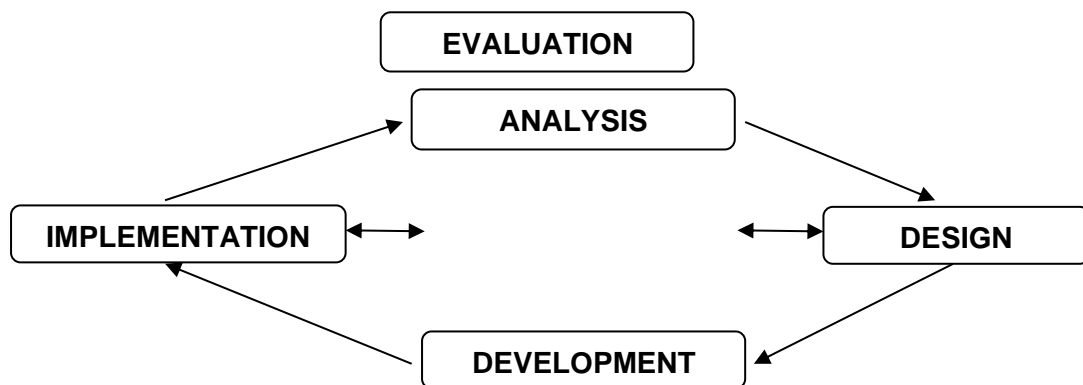 EVALUATION
ANALYSIS
IMPLEMENTATION
DESIGN
DEVELOPMENT